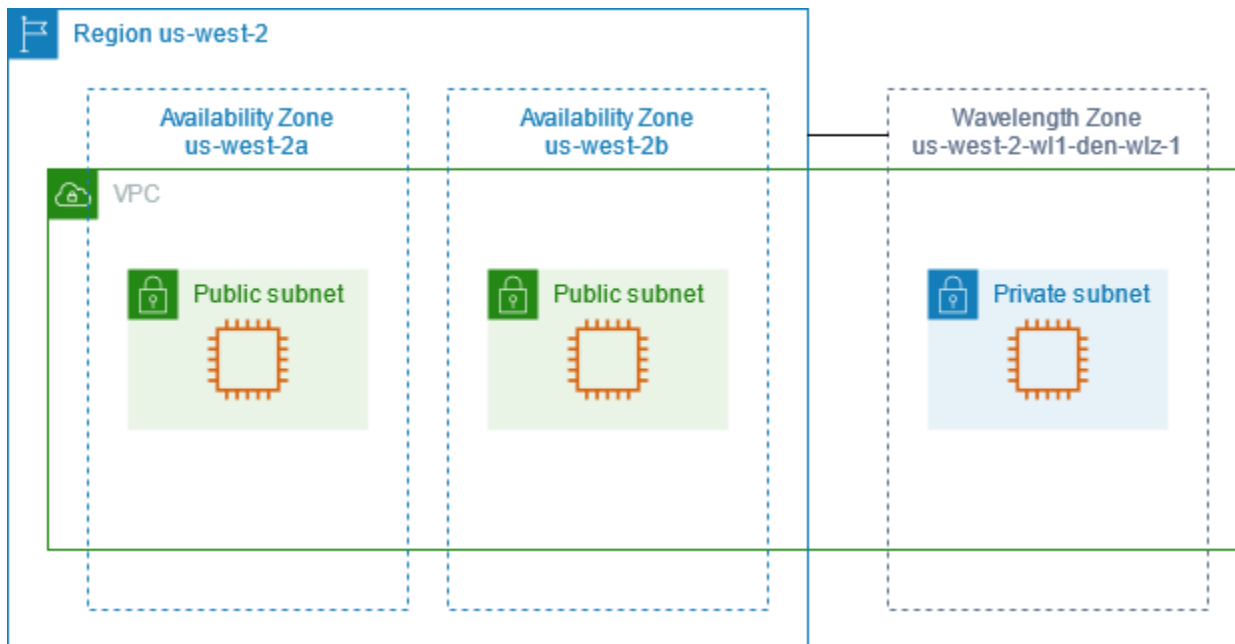 Region us-west-2
Availability Zone
us-west-2a
Availability Zone
us-west-2b
Wavelength Zone
us-west-2-wl1-den-wlz-1
VPC
Public subnet
Public subnet
Private subnet